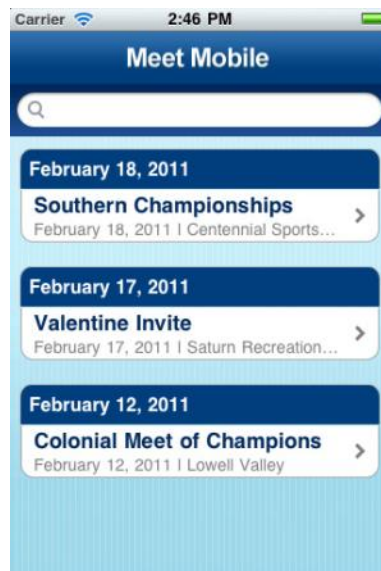 Carrier 2:46 PM
Meet Mobile
February 18, 2011
Southern Championships
February 18, 2011 | Centennial Sports...
February 17, 2011
Valentine Invite
February 17, 2011 | Saturn Recreation...
February 12, 2011
Colonial Meet of Champions
February 12, 2011 | Lowell Valley